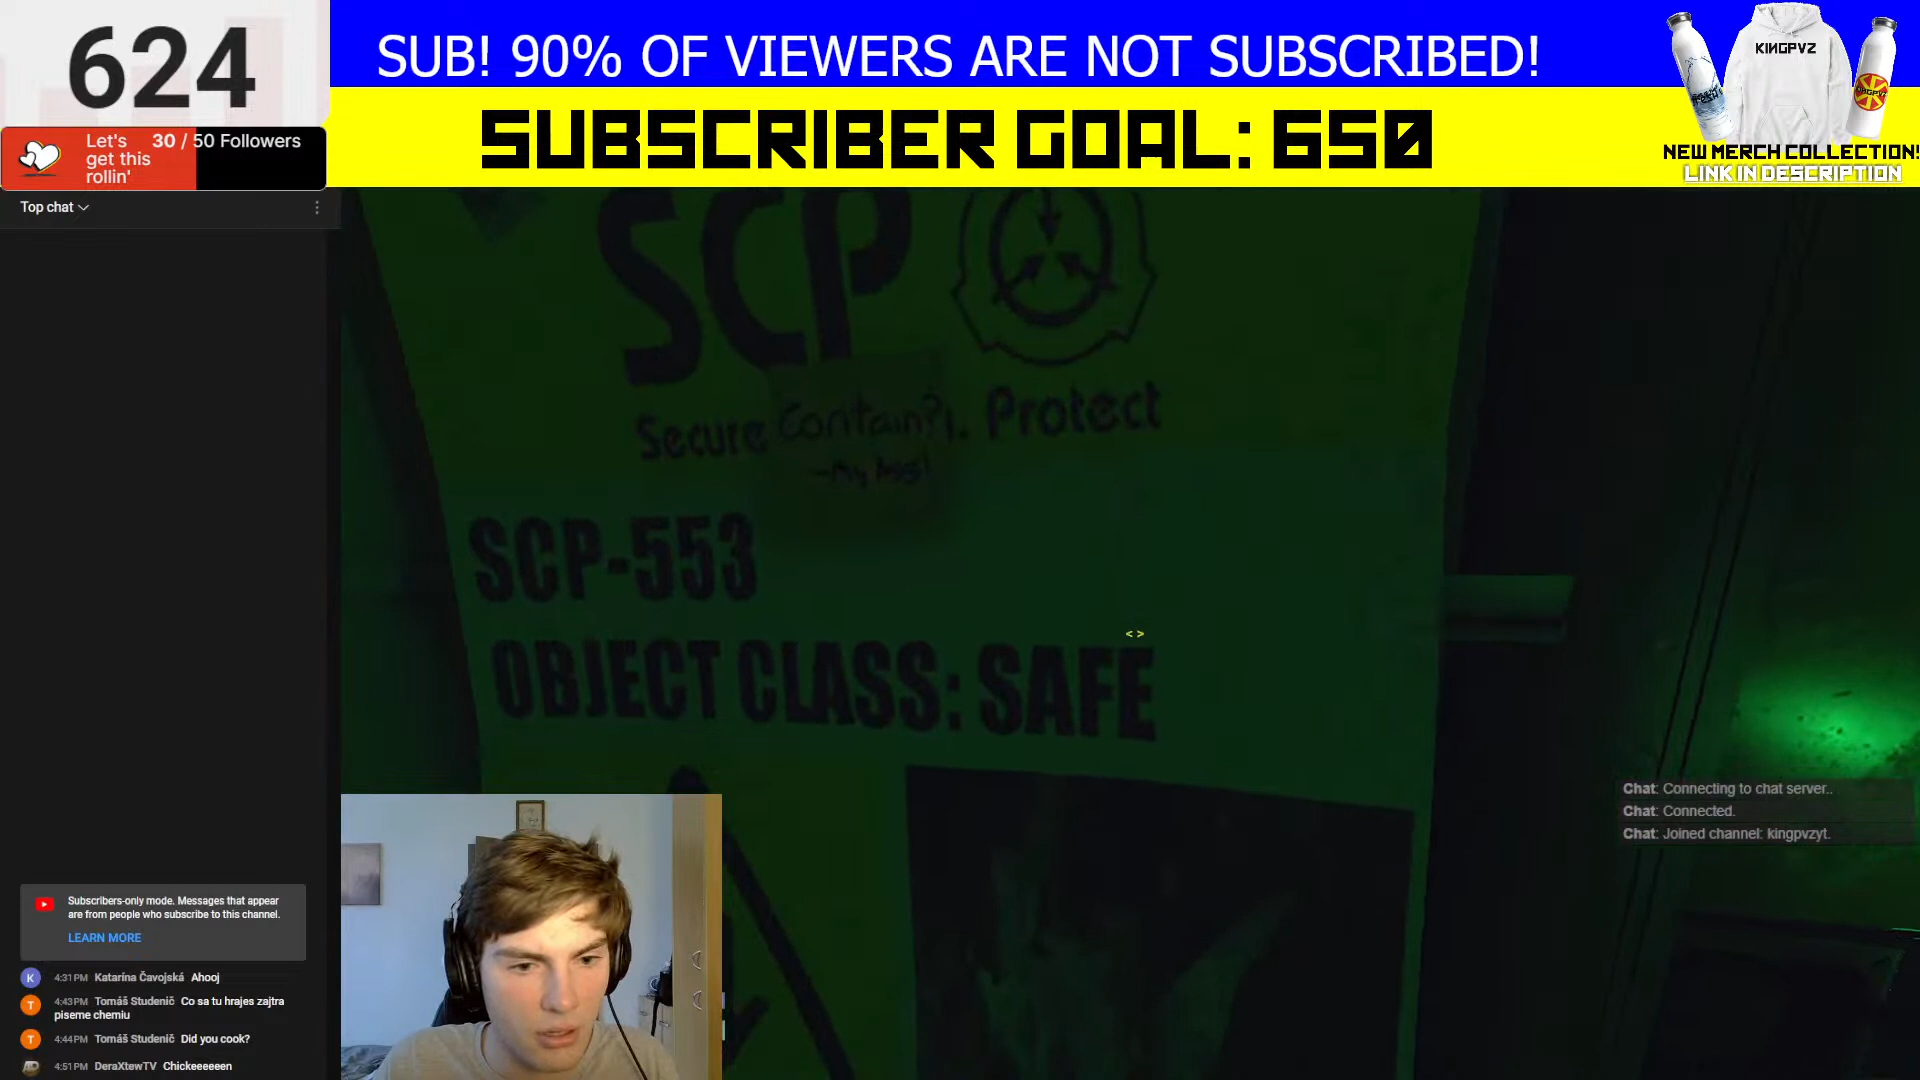 624
SUB! 90% OF VIEWERS ARE NOT SUBSCRIBED!
SUBSCRIBER GOAL: 650
KINGPVZ
NEW MERCH COLLECTION!
LINK IN DESCRIPTION
Let's get this rollin'
30 / 50 Followers
Top chat
SCP
Secure Contain?. Protect
-My Ass!
SCP-553
OBJECT CLASS: SAFE
< >
Chat: Connecting to chat server..
Chat: Connected.
Chat: Joined channel: kingpvzyt.
Subscribers-only mode. Messages that appear
are from people who subscribe to this channel.
LEARN MORE
K 4:31 PM Katarína Čavojská Ahooj
T 4:43 PM Tomáš Studenič Co sa tu hrajes zajtra
piseme chemiu
T 4:44 PM Tomáš Studenič Did you cook?
4:51 PM DeraXtewTV Chickeeeeeen